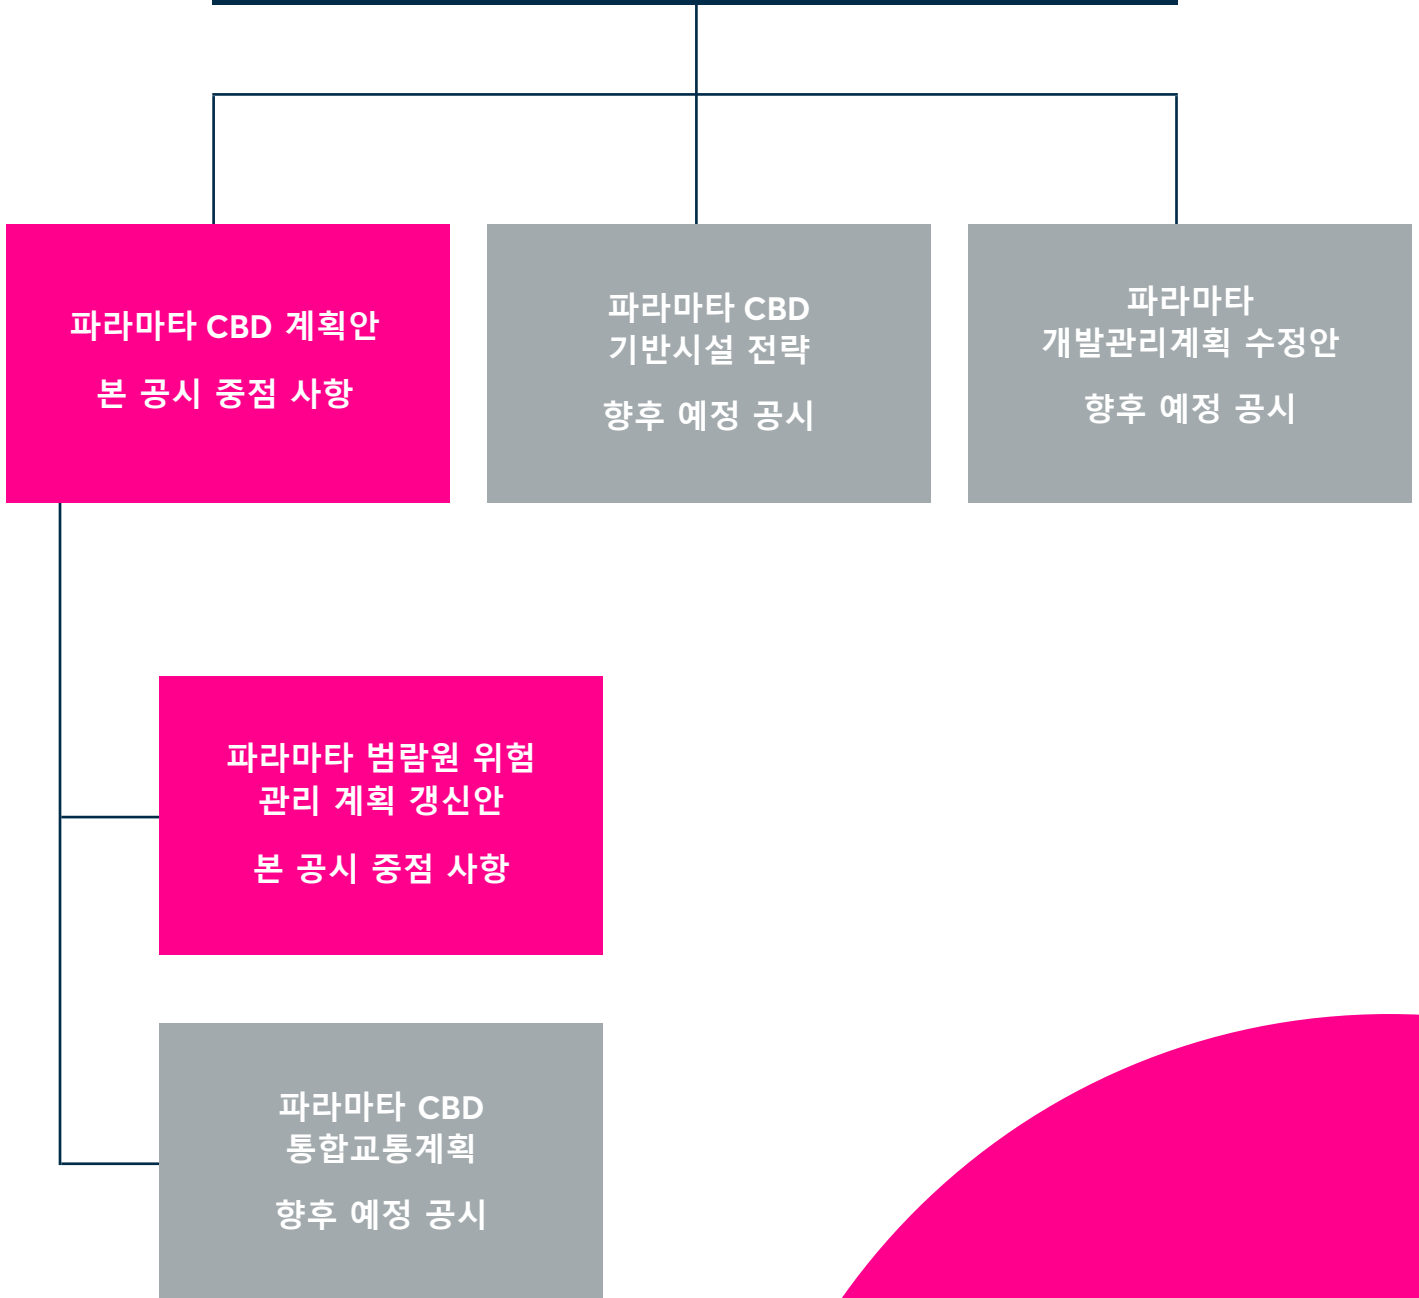 파라마타 CBD 계획안
본 공시 중점 사항
파라마타 CBD
기반시설 전략
향후 예정 공시
파라마타
개발관리계획 수정안
향후 예정 공시
파라마타 범람원 위험
관리 계획 갱신안
본 공시 중점 사항
파라마타 CBD
통합교통계획
향후 예정 공시